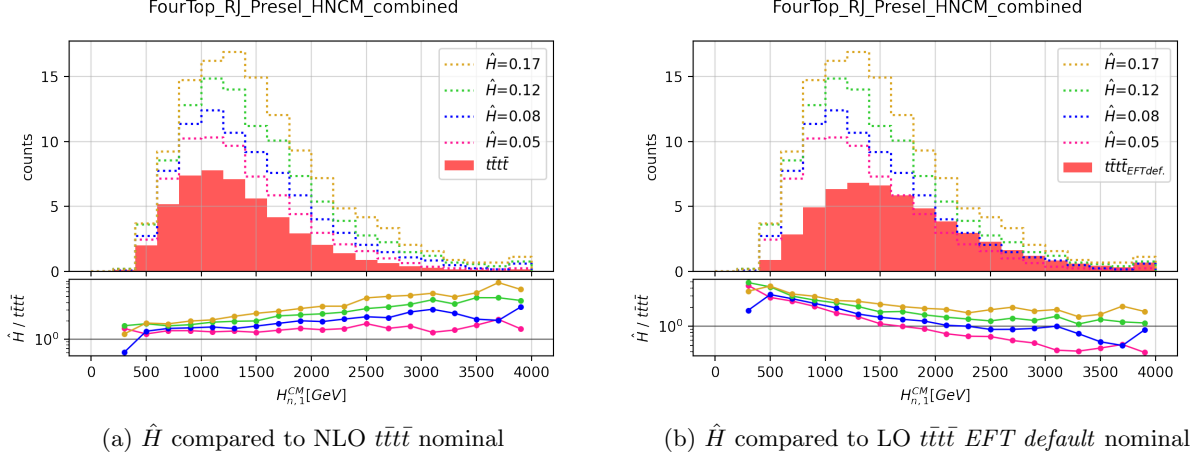 FourTop_RJ_Presel_HNCM_combined
15
10
5
0
counts
Ĥ=0.17
Ĥ=0.12
Ĥ=0.08
Ĥ=0.05
tt̄tt̄
10⁰
Ĥ / tt̄tt̄
0 500 1000 1500 2000 2500 3000 3500 4000
H_{n,1}^{CM}[GeV]
(a) Ĥ compared to NLO tt̄tt̄ nominal
FourTop_RJ_Presel_HNCM_combined
15
10
5
0
counts
Ĥ=0.17
Ĥ=0.12
Ĥ=0.08
Ĥ=0.05
tt̄tt̄_{EFTdef.}
10⁰
Ĥ / tt̄tt̄
0 500 1000 1500 2000 2500 3000 3500 4000
H_{n,1}^{CM}[GeV]
(b) Ĥ compared to LO tt̄tt̄ EFT default nominal